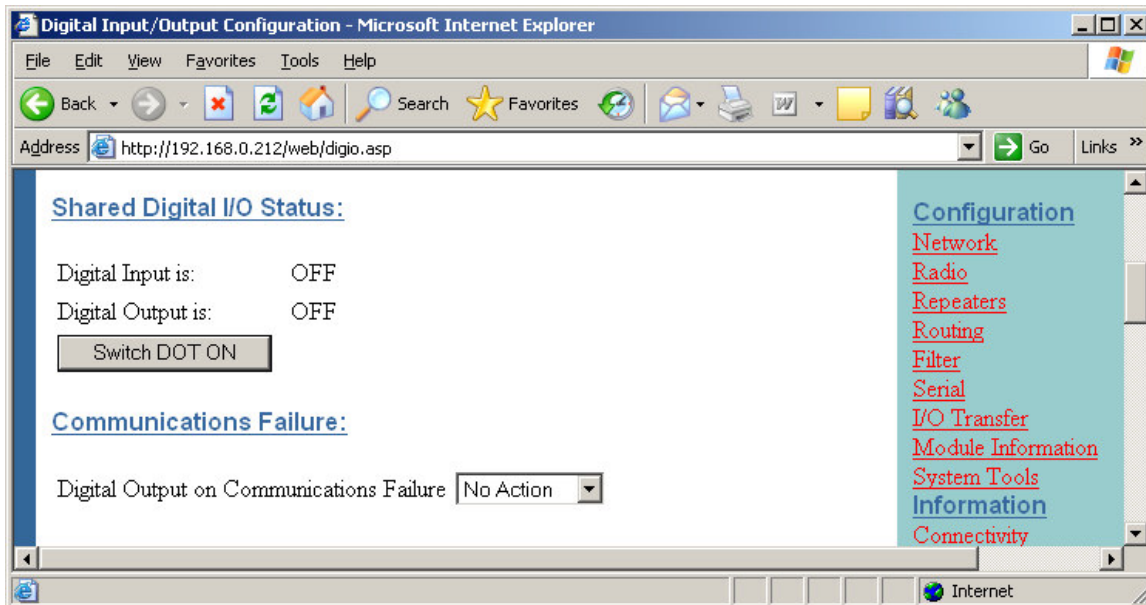 Digital Input/Output Configuration - Microsoft Internet Explorer
File Edit View Favorites Tools Help
Back Search Favorites
Address http://192.168.0.212/web/digio.asp Go Links »
Shared Digital I/O Status:
Digital Input is: OFF
Digital Output is: OFF
Switch DOT ON
Communications Failure:
Digital Output on Communications Failure No Action
Configuration
Network
Radio
Repeaters
Routing
Filter
Serial
I/O Transfer
Module Information
System Tools
Information
Connectivity
Internet